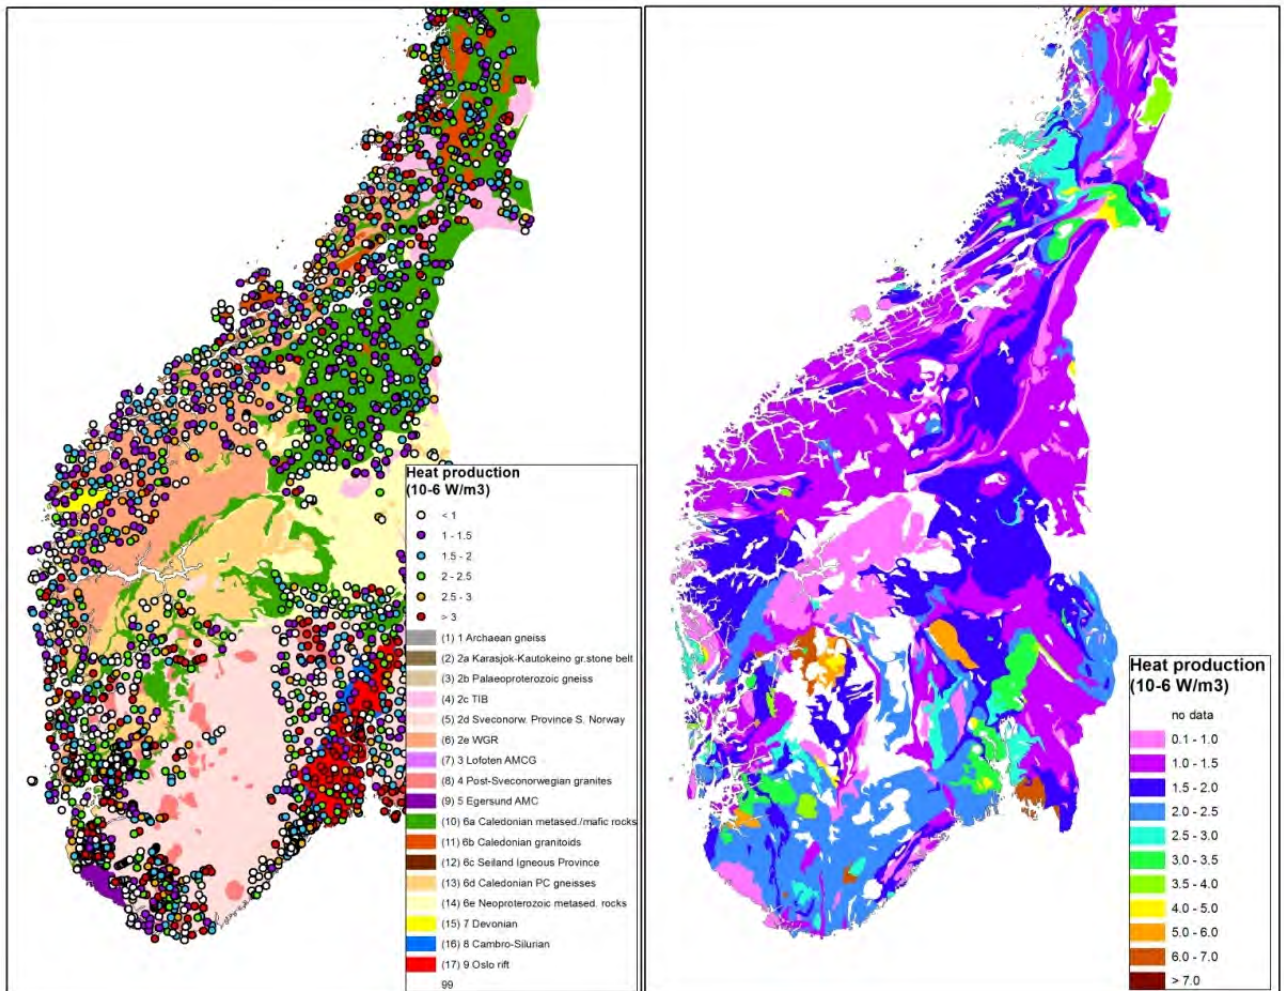 Heat production
(10-6 W/m3)
< 1
1 - 1.5
1.5 - 2
2 - 2.5
2.5 - 3
> 3
(1) 1 Archaean gneiss
(2) 2a Karasjok-Kautokeino gr.stone belt
(3) 2b Palaeoproterozoic gneiss
(4) 2c TIB
(5) 2d Sveconorw. Province S. Norway
(6) 2e WGR
(7) 3 Lofoten AMCG
(8) 4 Post-Sveconorwegian granites
(9) 5 Egersund AMC
(10) 6a Caledonian metased./mafic rocks
(11) 6b Caledonian granitoids
(12) 6c Seiland Igneous Province
(13) 6d Caledonian PC gneisses
(14) 6e Neoproterozoic metased. rocks
(15) 7 Devonian
(16) 8 Cambro-Silurian
(17) 9 Oslo rift
99
Heat production
(10-6 W/m3)
no data
0.1 - 1.0
1.0 - 1.5
1.5 - 2.0
2.0 - 2.5
2.5 - 3.0
3.0 - 3.5
3.5 - 4.0
4.0 - 5.0
5.0 - 6.0
6.0 - 7.0
> 7.0